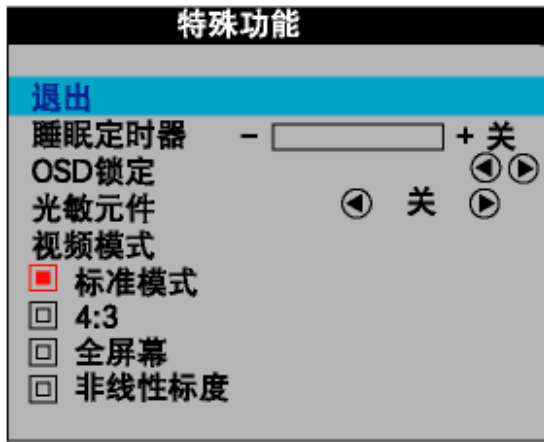 特殊功能
退出
睡眠定时器 - + 关
OSD锁定
光敏元件 关
视频模式
标准模式
4:3
全屏幕
非线性标度